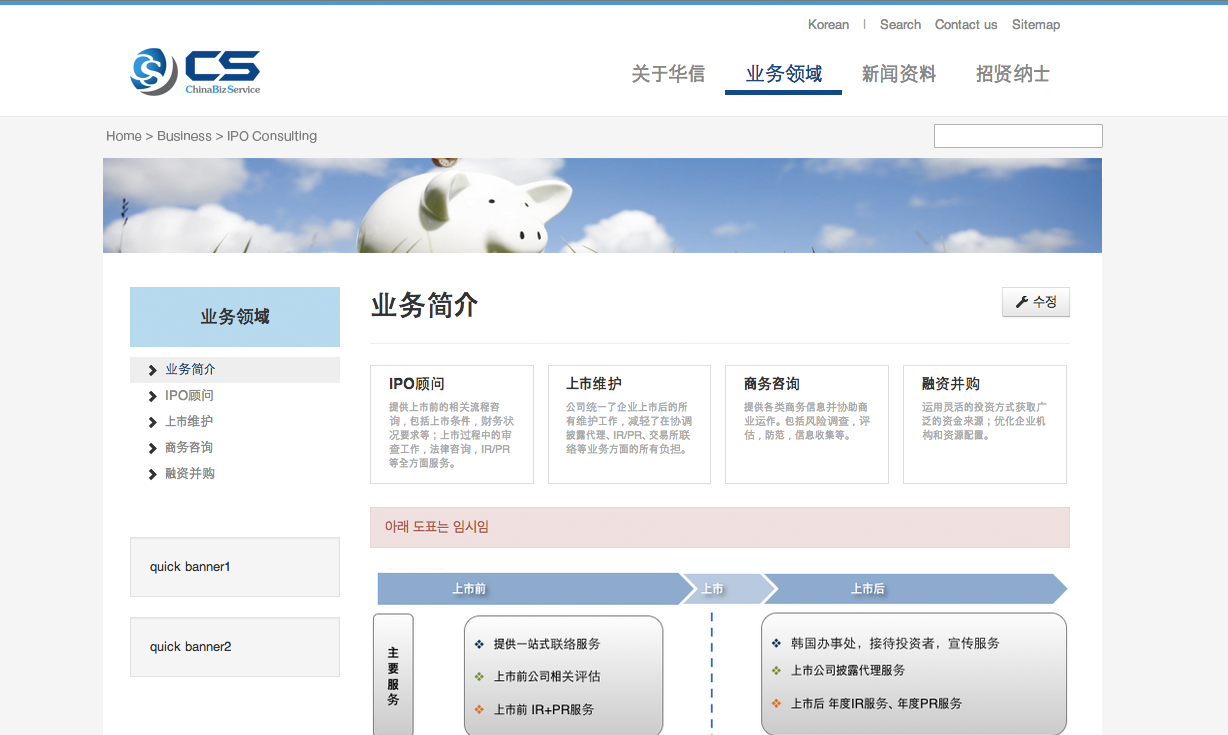 Korean | Search Contact us Sitemap
CS
ChinaBizService
关于华信 业务领域 新闻资料 招贤纳士
Home > Business > IPO Consulting
业务领域
业务简介
IPO顾问
上市维护
商务咨询
融资并购
quick banner1
quick banner2
业务简介
수정
IPO顾问
提供上市前的相关流程咨
询，包括上市条件，财务状
况要求等；上市过程中的审
查工作，法律咨询，IR/PR
等全方面服务。
上市维护
公司统一了企业上市后的所
有维护工作，减轻了在协调
披露代理、IR/PR、交易所联
络等业务方面的所有负担。
商务咨询
提供各类商务信息并协助商
业运作。包括风险调查，评
估，防范，信息收集等。
融资并购
运用灵活的投资方式获取广
泛的资金来源；优化企业机
构和资源配置。
아래 도표는 임시임
上市前 上市 上市后
主
要
服
务
提供一站式联络服务
上市前公司相关评估
上市前 IR+PR服务
韩国办事处，接待投资者，宣传服务
上市公司披露代理服务
上市后 年度IR服务、年度PR服务